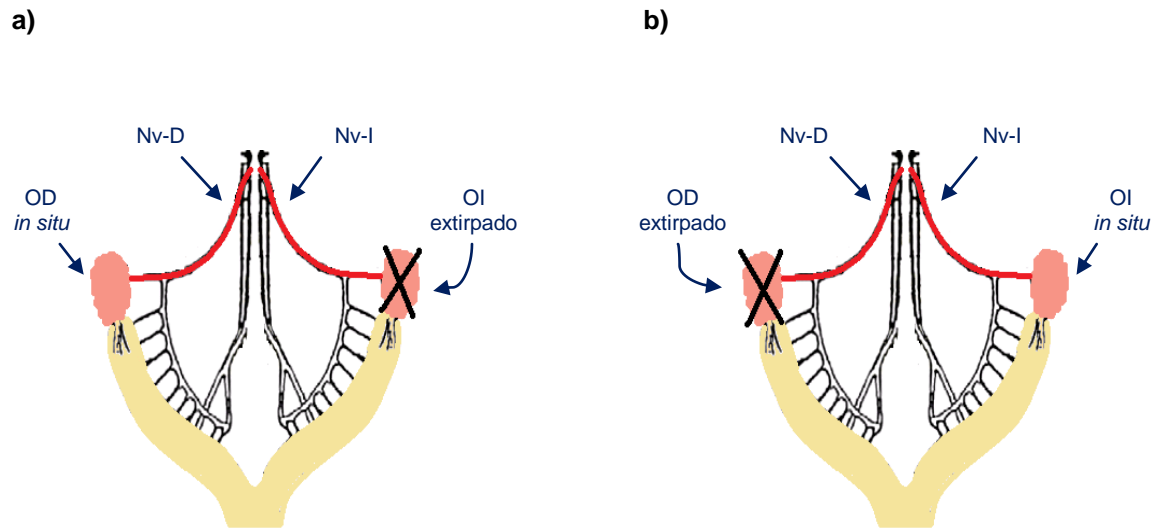 a)
Nv-D
Nv-I
OD
in situ
OI
extirpado
b)
Nv-D
Nv-I
OD
extirpado
OI
in situ